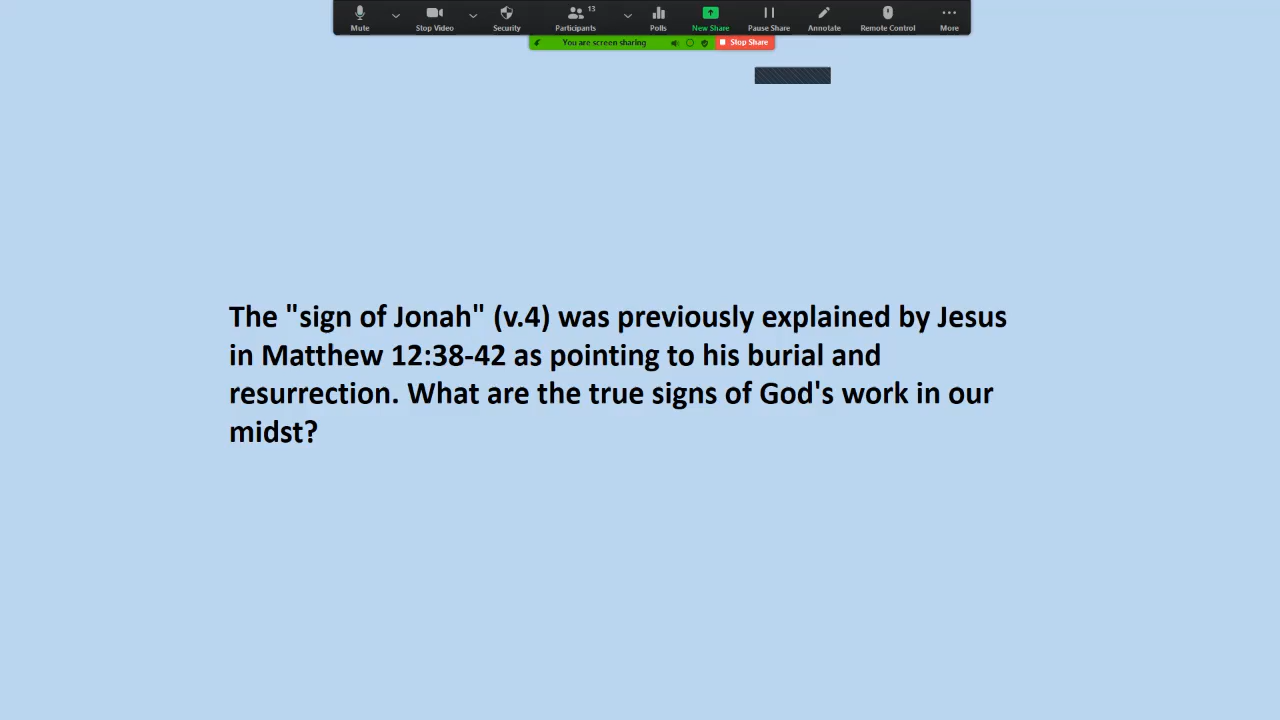 13
Mute
Stop Video
Security
Participants
Polls
New Share
Pause Share
Annotate
Remote Control
More
You are screen sharing
Stop Share
The "sign of Jonah" (v.4) was previously explained by Jesus
in Matthew 12:38-42 as pointing to his burial and
resurrection. What are the true signs of God's work in our
midst?